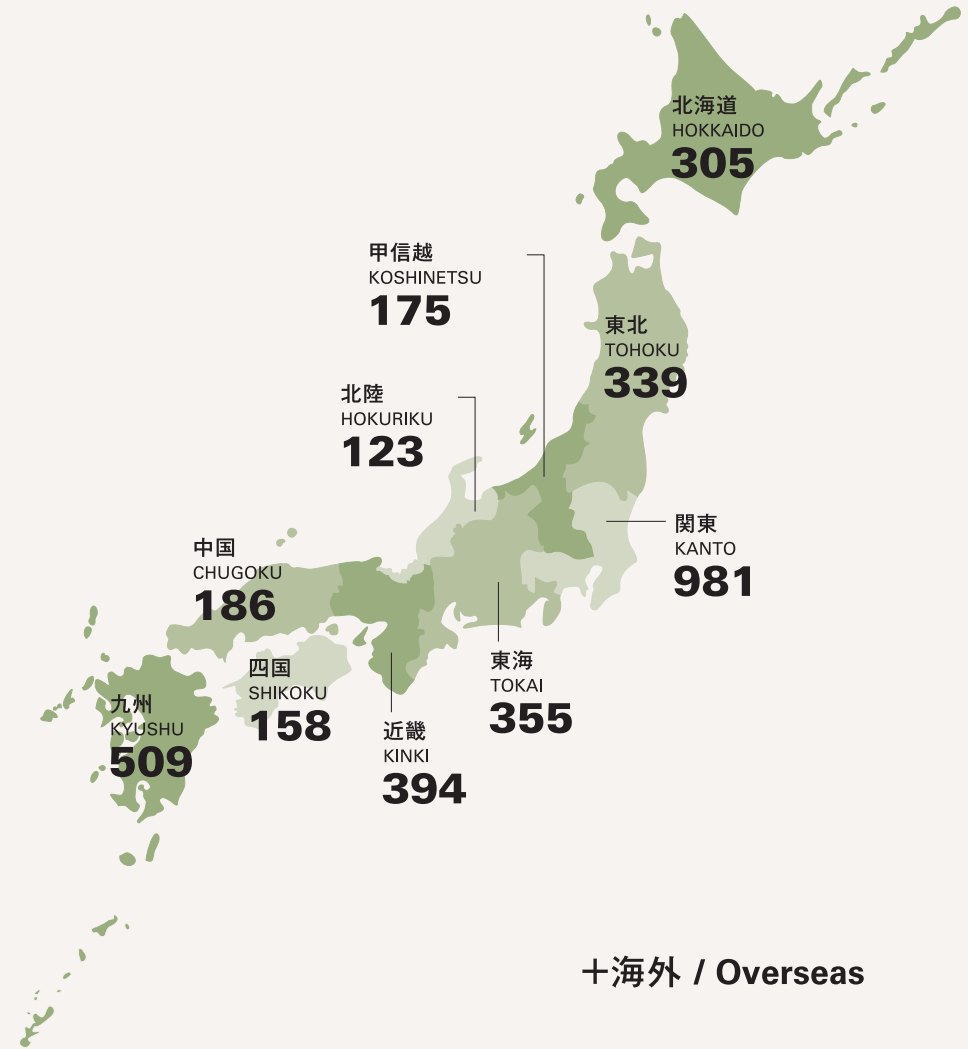 北海道
HOKKAIDO
305
甲信越
KOSHINETSU
175
東北
TOHOKU
339
北陸
HOKURIKU
123
関東
KANTO
981
中国
CHUGOKU
186
四国
SHIKOKU
158
東海
TOKAI
355
九州
KYUSHU
509
近畿
KINKI
394
＋海外 / Overseas